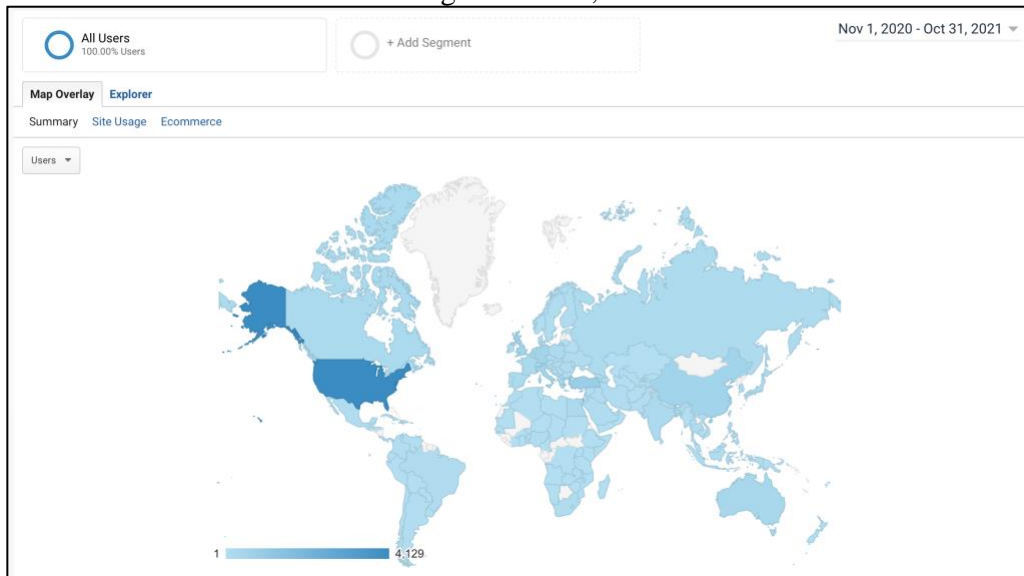 All Users
100.00% Users
+ Add Segment
Nov 1, 2020 - Oct 31, 2021
Map Overlay Explorer
Summary Site Usage Ecommerce
Users
1 4,129